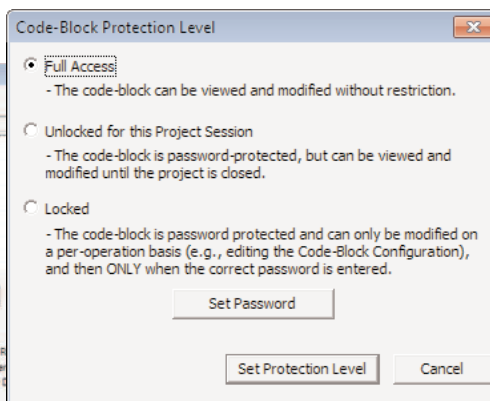 Code-Block Protection Level
Full Access
- The code-block can be viewed and modified without restriction.
Unlocked for this Project Session
- The code-block is password-protected, but can be viewed and
modified until the project is closed.
Locked
- The code-block is password protected and can only be modified on
a per-operation basis (e.g., editing the Code-Block Configuration),
and then ONLY when the correct password is entered.
Set Password
Set Protection Level
Cancel